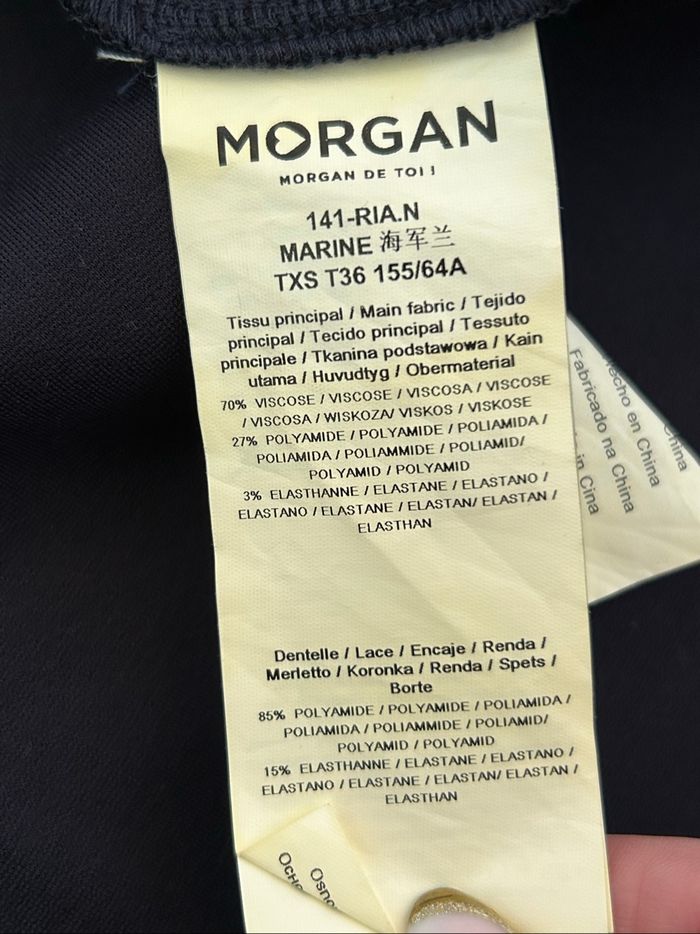 MORGAN
MORGAN DE TOI !
141-RIA.N
MARINE 海军兰
TXS T36 155/64A
Tissu principal / Main fabric / Tejido
principal / Tecido principal / Tessuto
principale / Tkanina podstawowa / Kain
utama / Huvudtyg / Obermaterial
70% VISCOSE / VISCOSE / VISCOSA / VISCOSE
/ VISCOSA / WISKOZA/ VISKOS / VISKOSE
27% POLYAMIDE / POLYAMIDE / POLIAMIDA /
POLIAMIDA / POLIAMMIDE / POLIAMID/
POLYAMID / POLYAMID
3% ELASTHANNE / ELASTANE / ELASTANO /
ELASTANO / ELASTANE / ELASTAN/ ELASTAN /
ELASTHAN
Dentelle / Lace / Encaje / Renda /
Merletto / Koronka / Renda / Spets /
Borte
85% POLYAMIDE / POLYAMIDE / POLIAMIDA /
POLIAMIDA / POLIAMMIDE / POLIAMID/
POLYAMID / POLYAMID
15% ELASTHANNE / ELASTANE / ELASTANO /
ELASTANO / ELASTANE / ELASTAN/ ELASTAN /
ELASTHAN
China
echo en China
Fabricado na China
in Cina